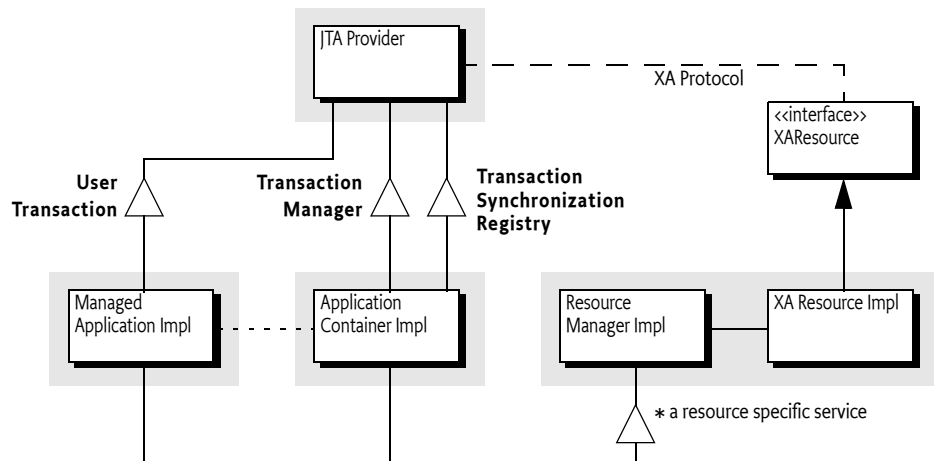 JTA Provider
XA Protocol
<<interface>>
XAResource
User
Transaction
Transaction
Manager
Transaction
Synchronization
Registry
Managed
Application Impl
Application
Container Impl
Resource
Manager Impl
XA Resource Impl
* a resource specific service